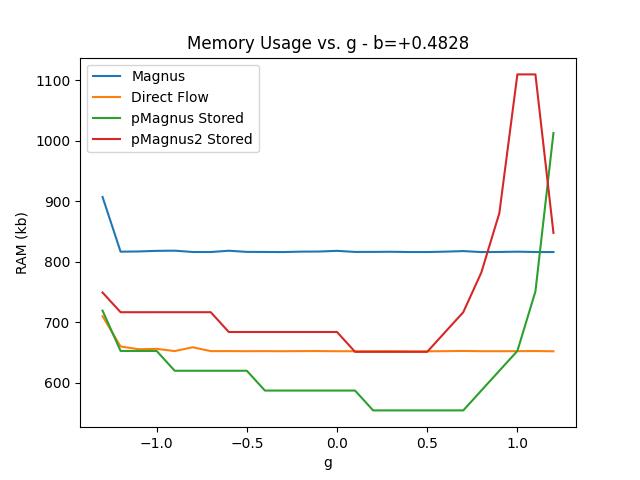 Memory Usage vs. g - b=+0.4828
Magnus
Direct Flow
pMagnus Stored
pMagnus2 Stored
1100
1000
900
800
700
600
RAM (kb)
−1.0
−0.5
0.0
0.5
1.0
g